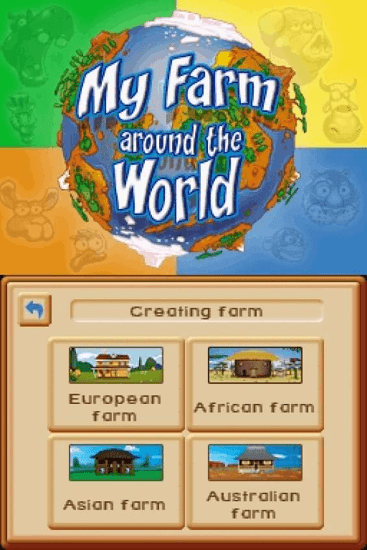 My Farm
around the
World
Creating farm
European
farm
African farm
Asian farm
Australian
farm